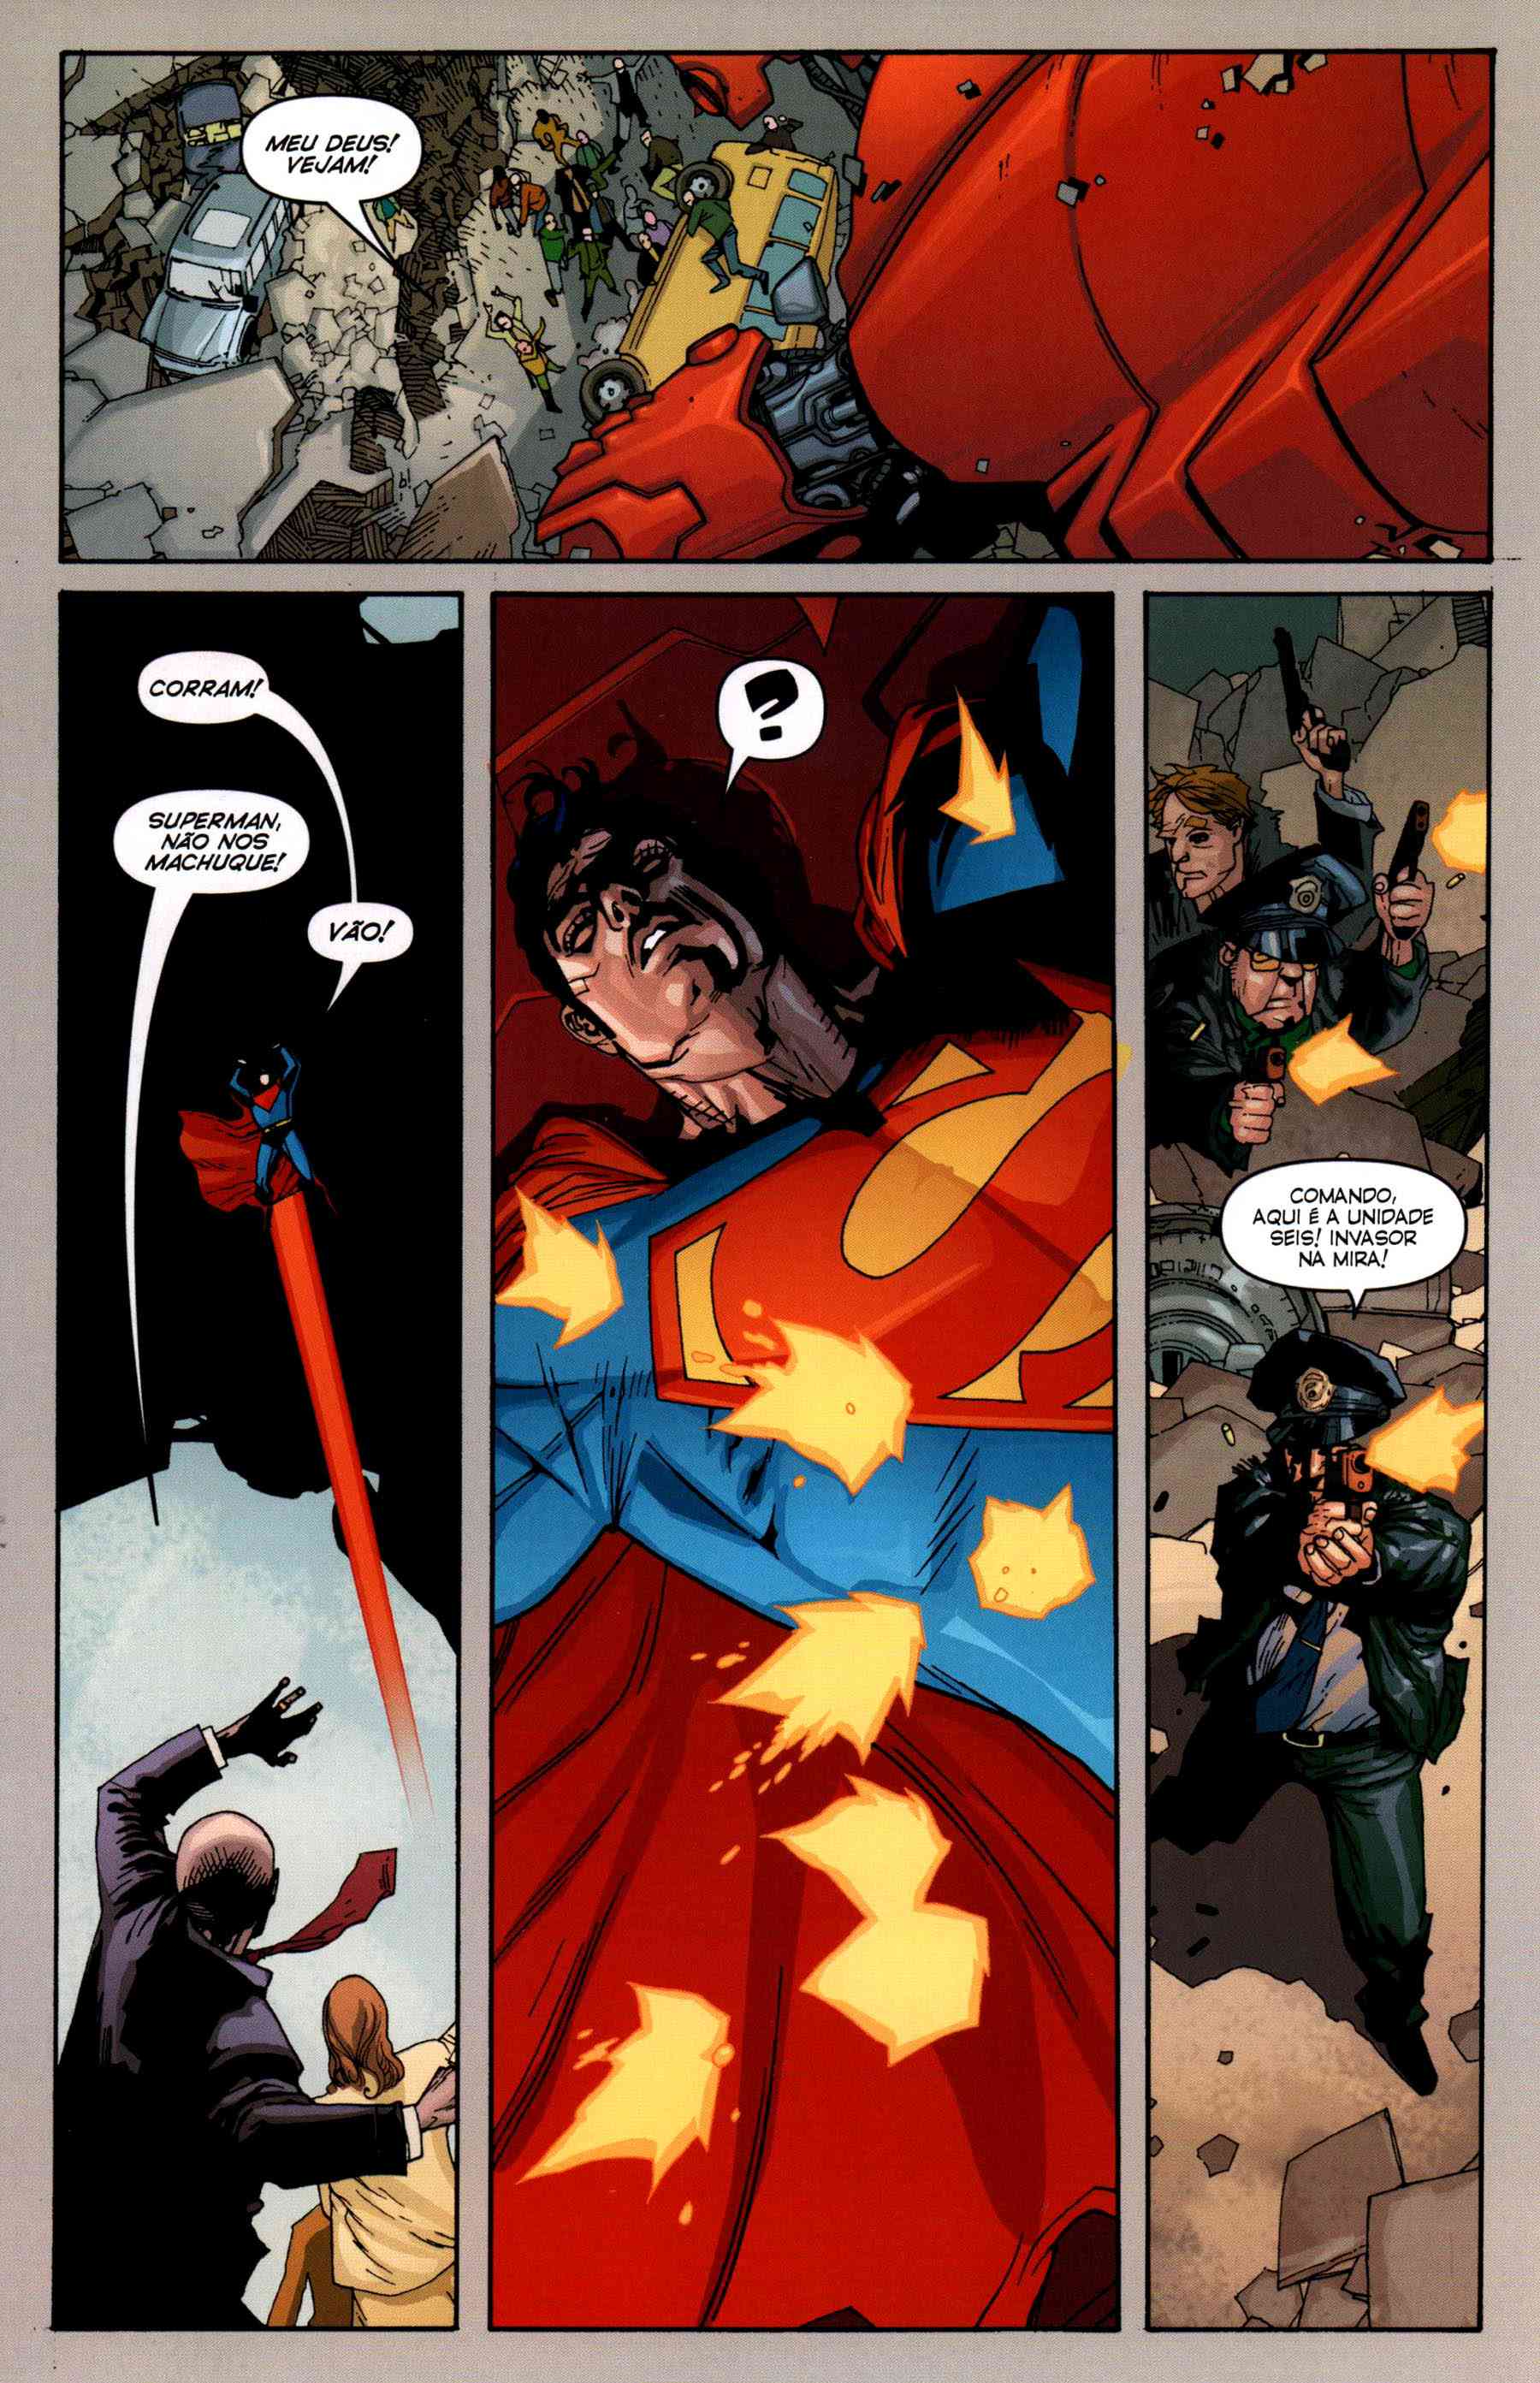 MEU DEUS!
VEJAM!
CORRAM!
VÃO!
SUPERMAN,
NÃO NOS
MACHUQUE!
?
COMANDO,
AQUI É A UNIDADE
SEIS! INVASOR
NA MIRA!